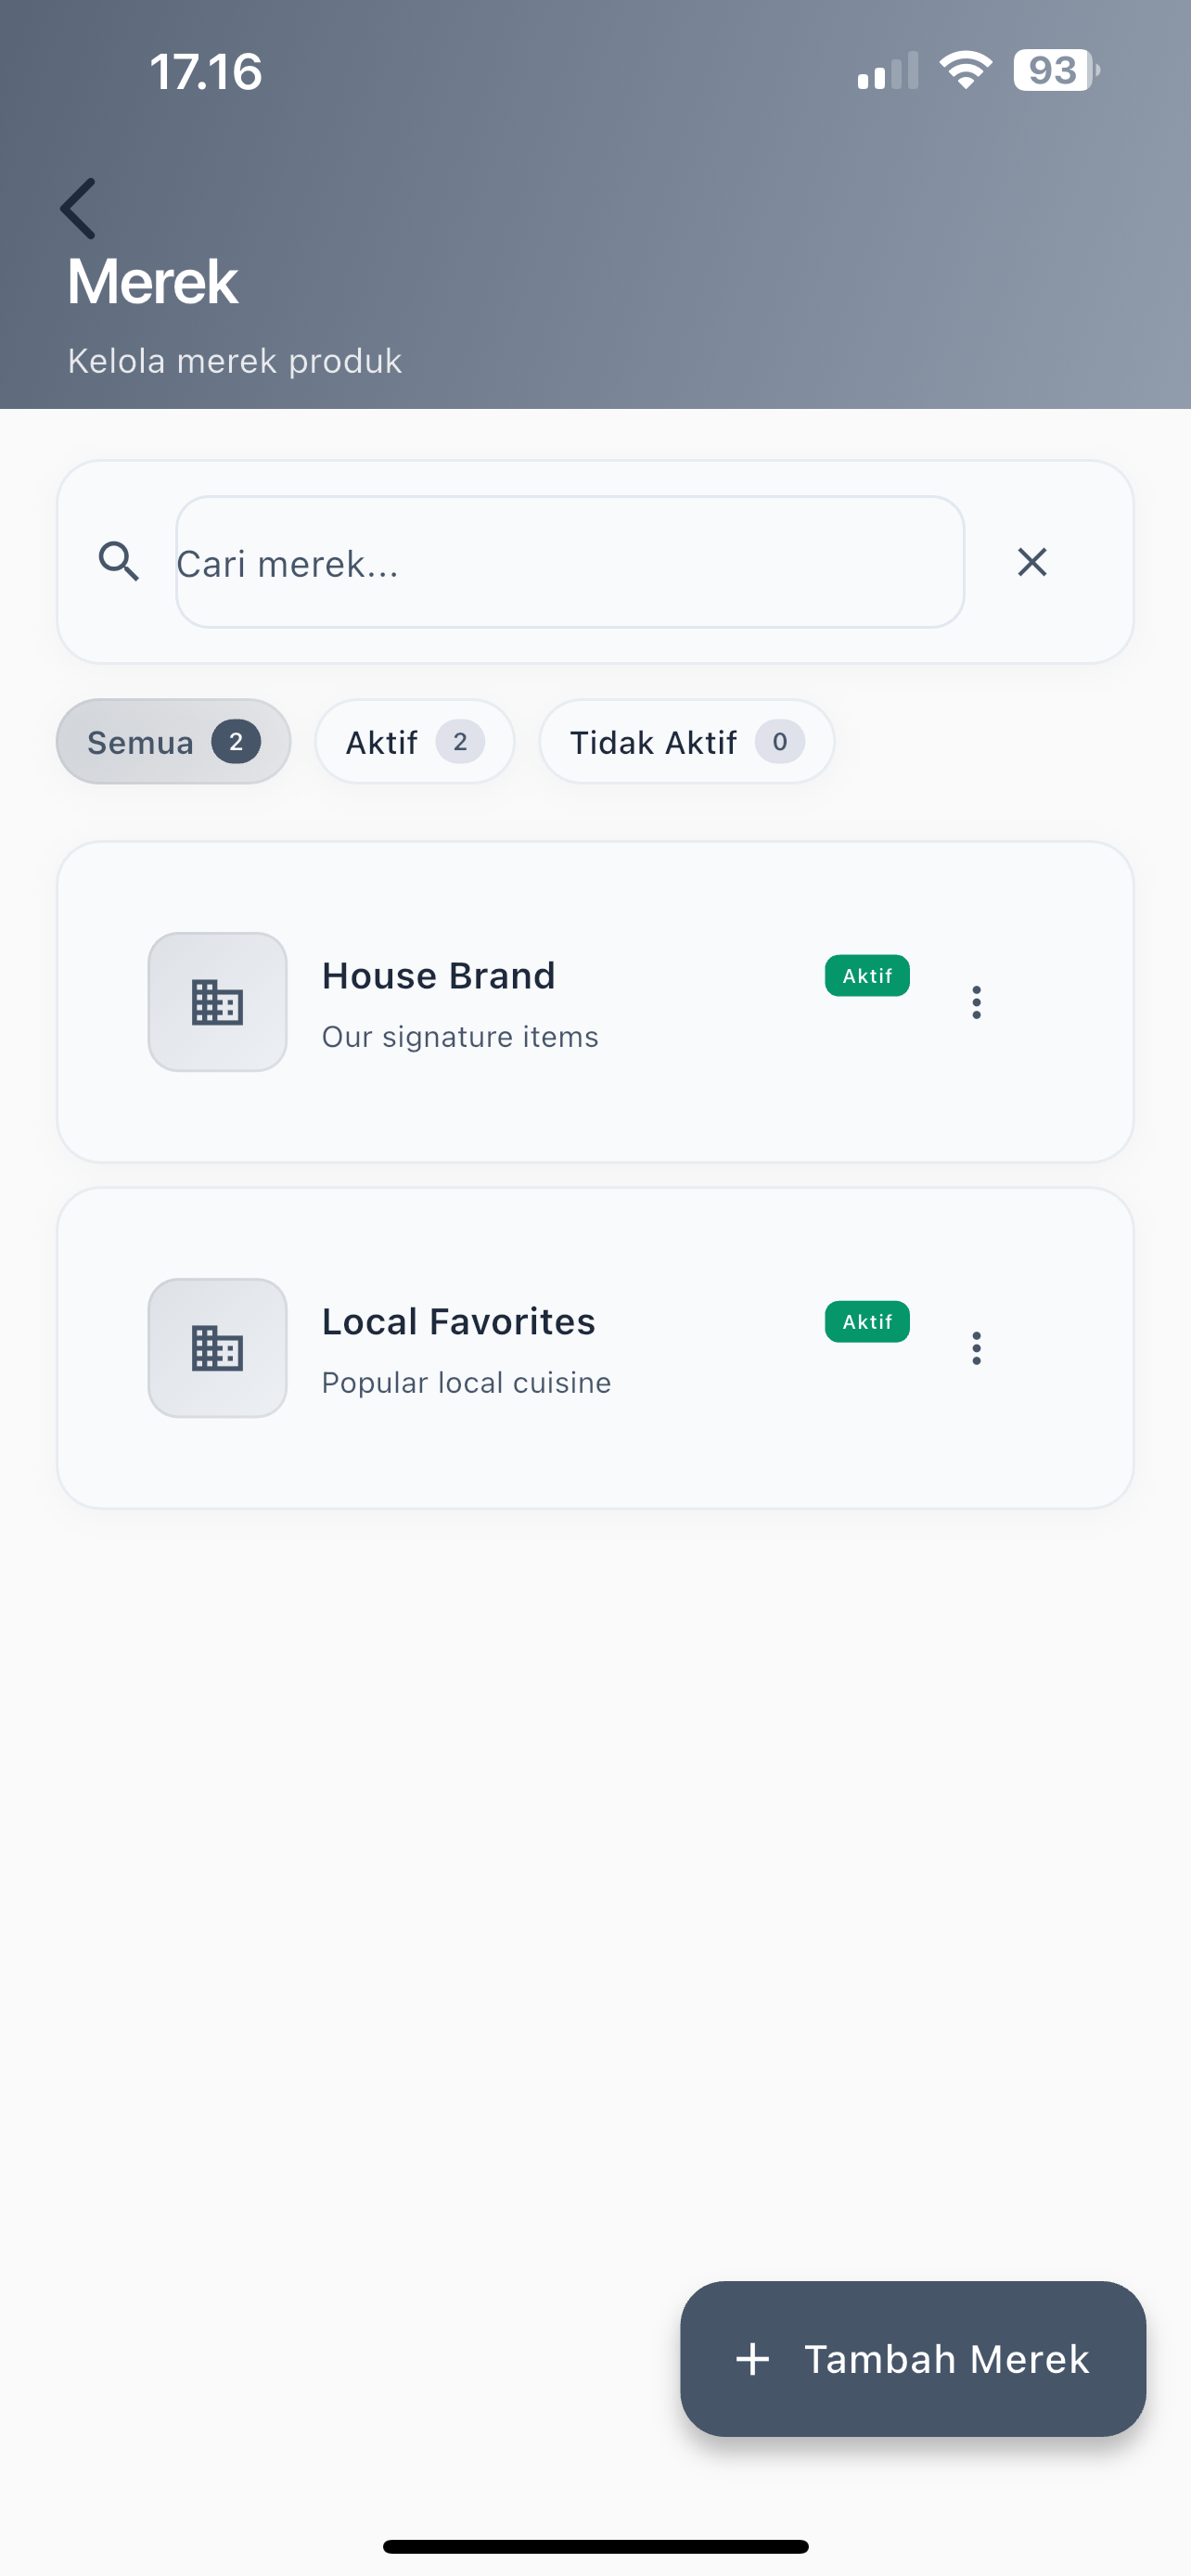 17.16
93
Merek
Kelola merek produk
Cari merek...
Semua 2 Aktif 2 Tidak Aktif 0
House Brand Aktif
Our signature items
Local Favorites Aktif
Popular local cuisine
+ Tambah Merek